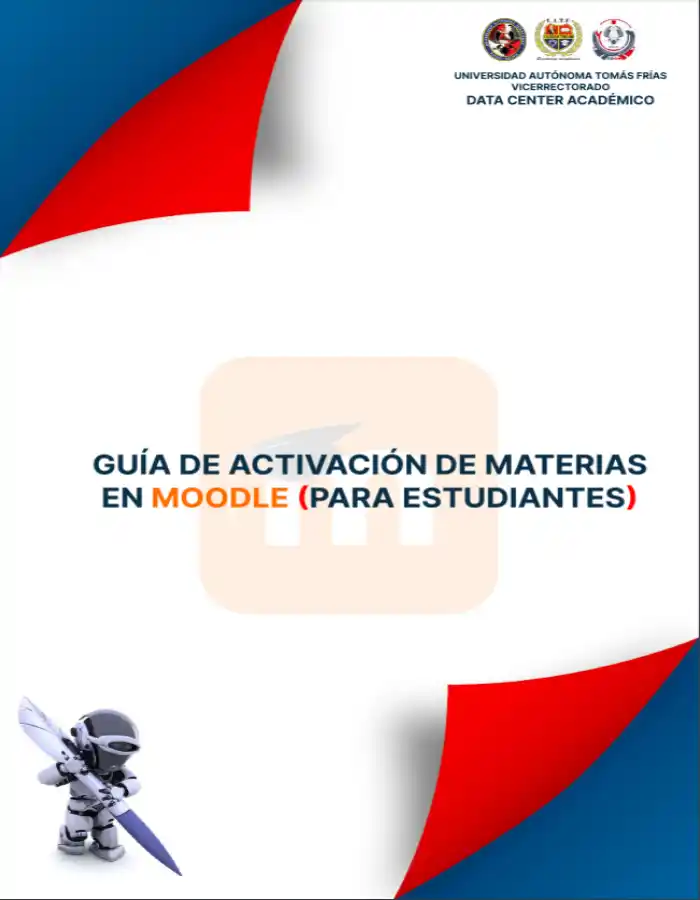 U.A.T.F.
UNIVERSIDAD AUTÓNOMA TOMÁS FRÍAS
VICERRECTORADO
DATA CENTER ACADÉMICO
GUÍA DE ACTIVACIÓN DE MATERIAS
EN MOODLE (PARA ESTUDIANTES)